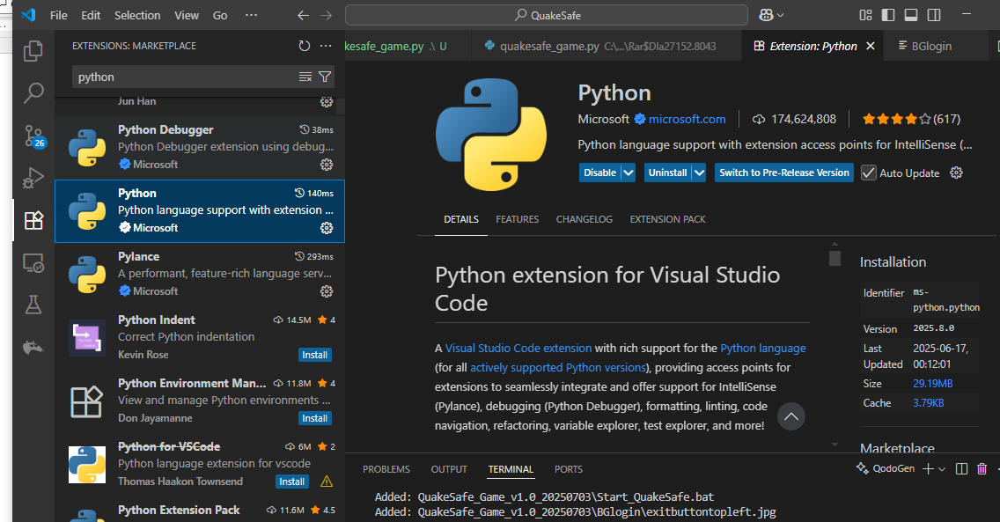 File Edit Selection View Go ··· QuakeSafe
EXTENSIONS: MARKETPLACE
python
Jun Han
Python Debugger 38ms
Python Debugger extension using debug...
Microsoft
Python 140ms
Python language support with extension ...
Microsoft
Pylance 293ms
A performant, feature-rich language serv...
Microsoft
Python Indent 14.5M 4
Correct Python indentation
Kevin Rose Install
Python Environment Man... 11.8M 4
View and manage Python environments ...
Don Jayamanne Install
Python for VSCode 6M 2
Python language extension for vscode
Thomas Haakon Townsend Install
Python Extension Pack 11.6M 4.5
26
kesafe_game.py .\ U quakesafe_game.py C:\...\Rar$DIa27152.8043 Extension: Python BGlogin
Python
Microsoft microsoft.com 174,624,808 (617)
Python language support with extension access points for IntelliSense (...
Disable Uninstall Switch to Pre-Release Version Auto Update
DETAILS FEATURES CHANGELOG EXTENSION PACK
Python extension for Visual Studio
Code
A Visual Studio Code extension with rich support for the Python language
(for all actively supported Python versions), providing access points for
extensions to seamlessly integrate and offer support for IntelliSense
(Pylance), debugging (Python Debugger), formatting, linting, code
navigation, refactoring, variable explorer, test explorer, and more!
Installation
Identifier ms-
python.python
Version 2025.8.0
Last 2025-06-17,
Updated 00:12:01
Size 29.19MB
Cache 3.79KB
Marketplace
PROBLEMS OUTPUT TERMINAL PORTS QodoGen
Added: QuakeSafe_Game_v1.0_20250703\Start_QuakeSafe.bat
Added: QuakeSafe_Game_v1.0_20250703\BGlogin\exitbuttontopleft.jpg